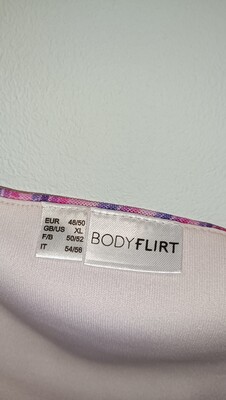 EUR 48/50
GB/US XL
F/B 50/52
IT 54/56
BODYFLIRT